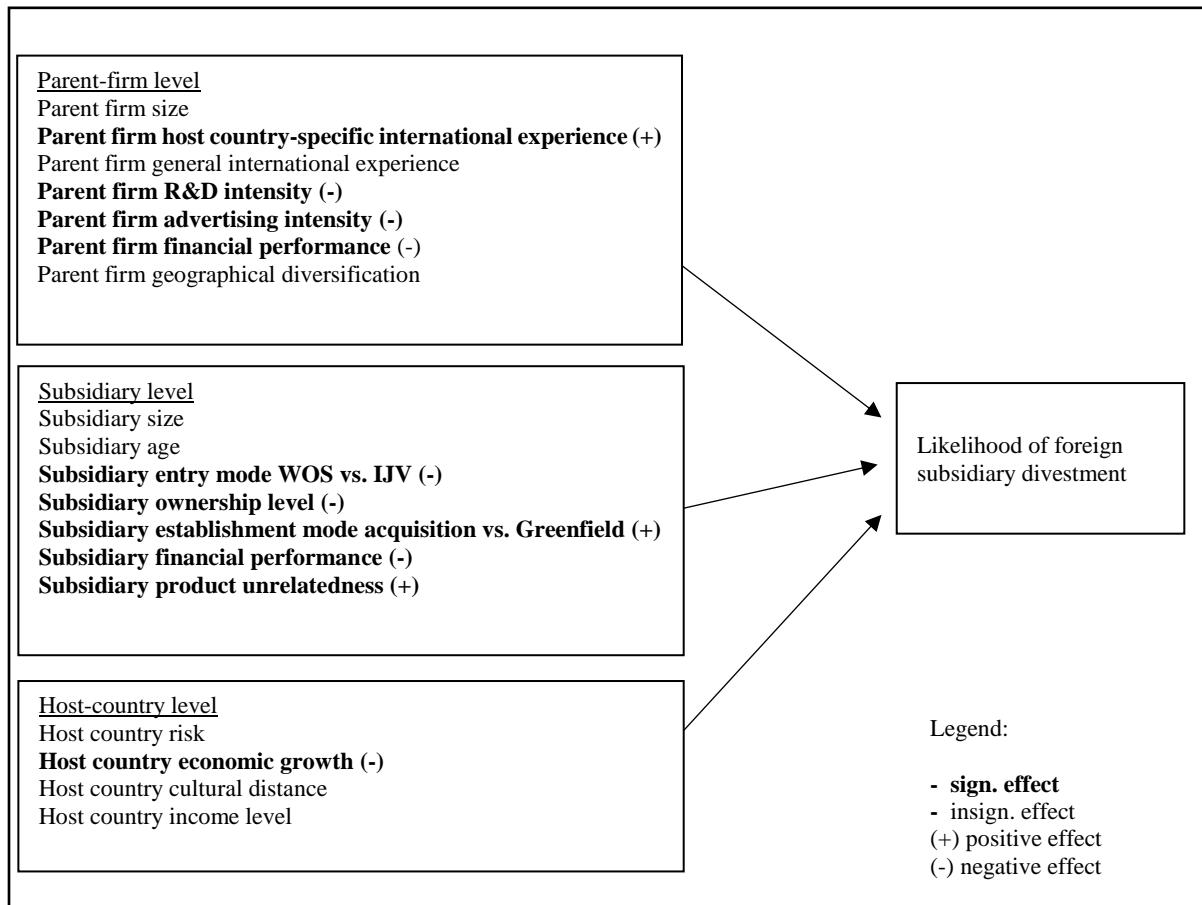 Parent-firm level
Parent firm size
Parent firm host country-specific international experience (+)
Parent firm general international experience
Parent firm R&D intensity (-)
Parent firm advertising intensity (-)
Parent firm financial performance (-)
Parent firm geographical diversification
Subsidiary level
Subsidiary size
Subsidiary age
Subsidiary entry mode WOS vs. IJV (-)
Subsidiary ownership level (-)
Subsidiary establishment mode acquisition vs. Greenfield (+)
Subsidiary financial performance (-)
Subsidiary product unrelatedness (+)
Host-country level
Host country risk
Host country economic growth (-)
Host country cultural distance
Host country income level
Likelihood of foreign
subsidiary divestment
Legend:
- sign. effect
- insign. effect
(+) positive effect
(-) negative effect